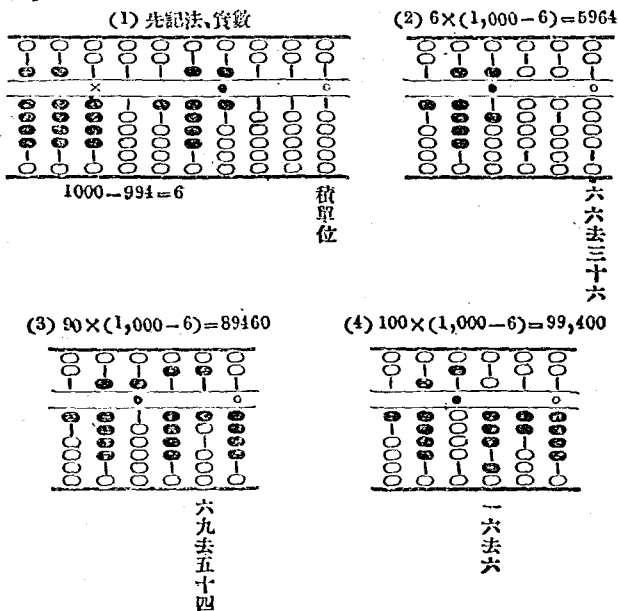 (1) 先記法、實數
(2) 6×(1,000−6)=5964
×
1000−994=6
積單位
六六去三十六
(3) 90×(1,000−6)=89460
(4) 100×(1,000−6)=99,400
六九去五十四
一六去六